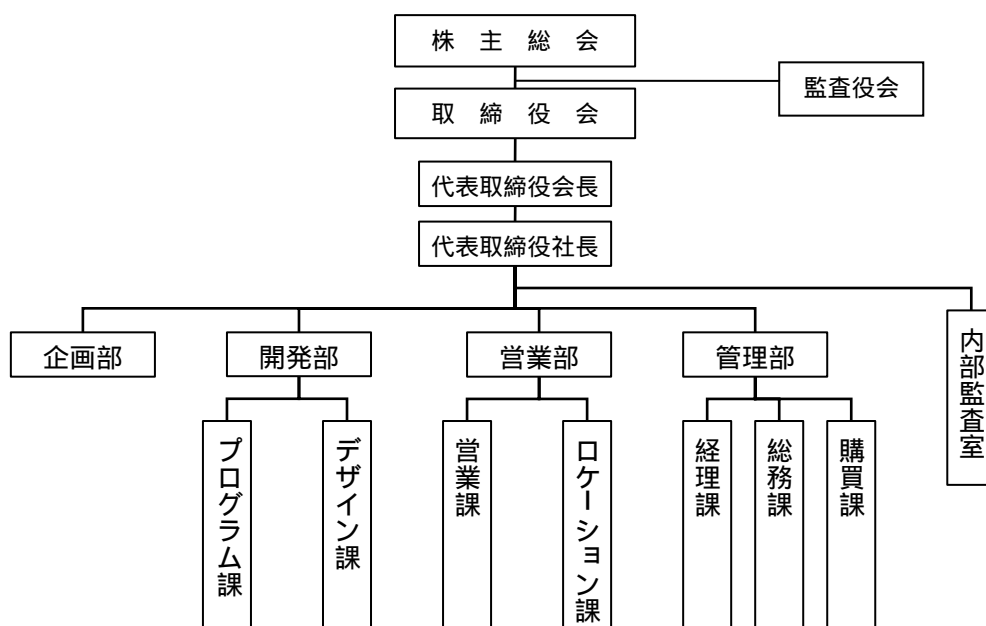 株　主　総　会
監査役会
取　締　役　会
代表取締役会長
代表取締役社長
企画部
開発部
営業部
管理部
内部監査室
プログラム課
デザイン課
営業課
ロケーション課
経理課
総務課
購買課